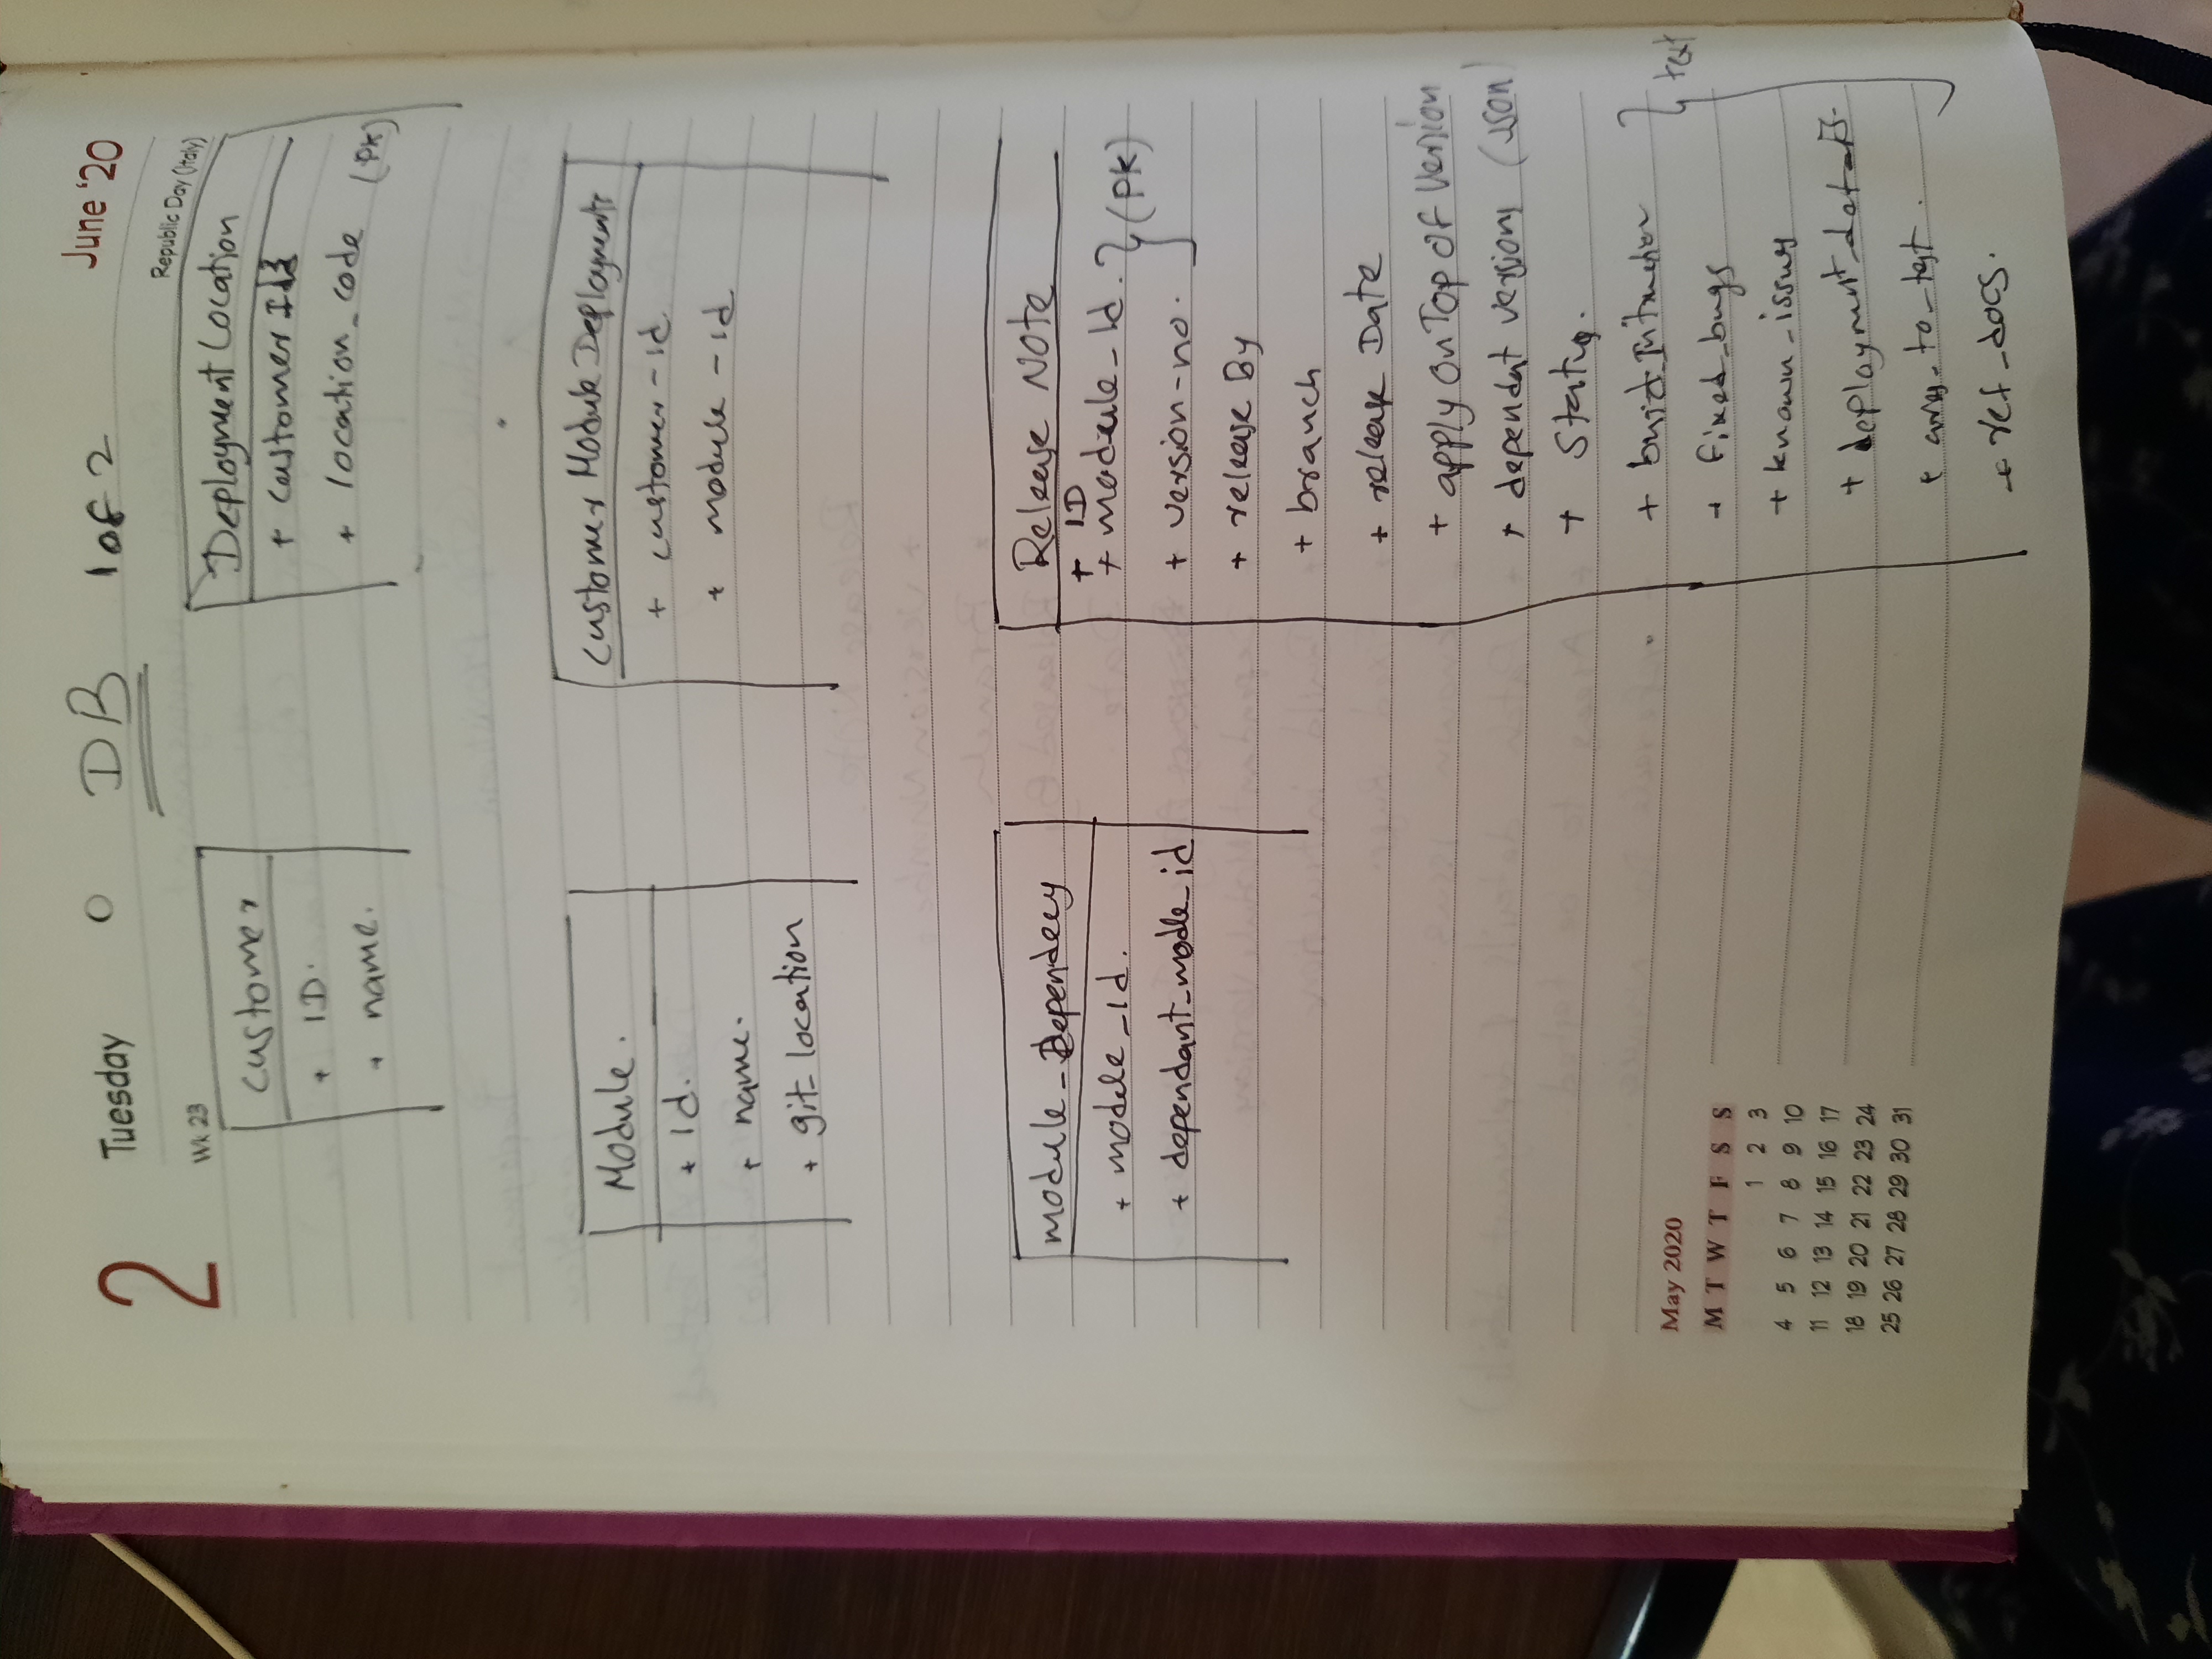 2 Tuesday O DB 1 of 2 June '20
Republic Day (Italy)
Wk 23
Customer
+ ID.
+ name.
Deployment Location
+ customer Id
+ location_code (PK)
Module.
+ id.
+ name.
+ git_location
Customer Module Deployments
+ customer-id
+ module-id
module_Dependecy
+ module_id.
+ dependant_modle_id
Release Note
+ ID
+ module_id. } (PK)
+ version-no.
+ release By
+ branch
+ release Date
+ apply On Top Of Version
+ dependat versions (JSON)
+ Status.
+ build_Intruction } text
+ fixed_bugs
+ known_issues
+ deployment_details
+ areas_to_test.
+ ref_docs.
May 2020
M T W T F S S
1 2 3
4 5 6 7 8 9 10
11 12 13 14 15 16 17
18 19 20 21 22 23 24
25 26 27 28 29 30 31